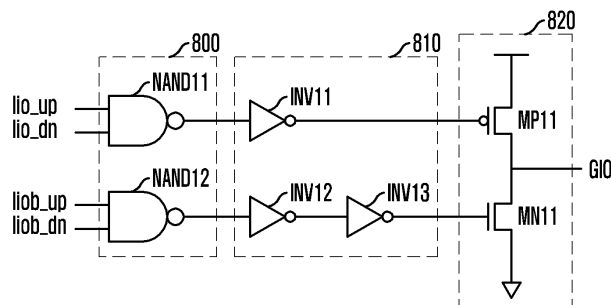 800
810
820
NAND11
INV11
lio_up
lio_dn
MP11
GIO
NAND12
INV12
INV13
liob_up
liob_dn
MN11